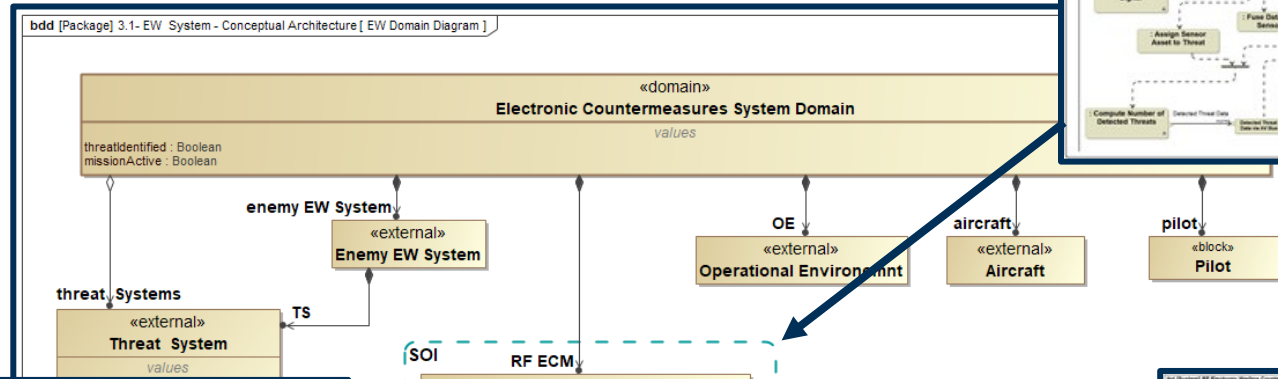 bdd [Package] 3.1- EW System - Conceptual Architecture [ EW Domain Diagram ]
: Assign Sensor
Asset to Threat
: Compute Number of
Detected Threats
Detected Threat Data
«domain»
Electronic Countermeasures System Domain
values
threatIdentified : Boolean
missionActive : Boolean
enemy EW System
«external»
Enemy EW System
OE
«external»
Operational Environemnt
aircraft
«external»
Aircraft
pilot
«block»
Pilot
threat Systems
TS
«external»
Threat System
values
SOI
RF ECM